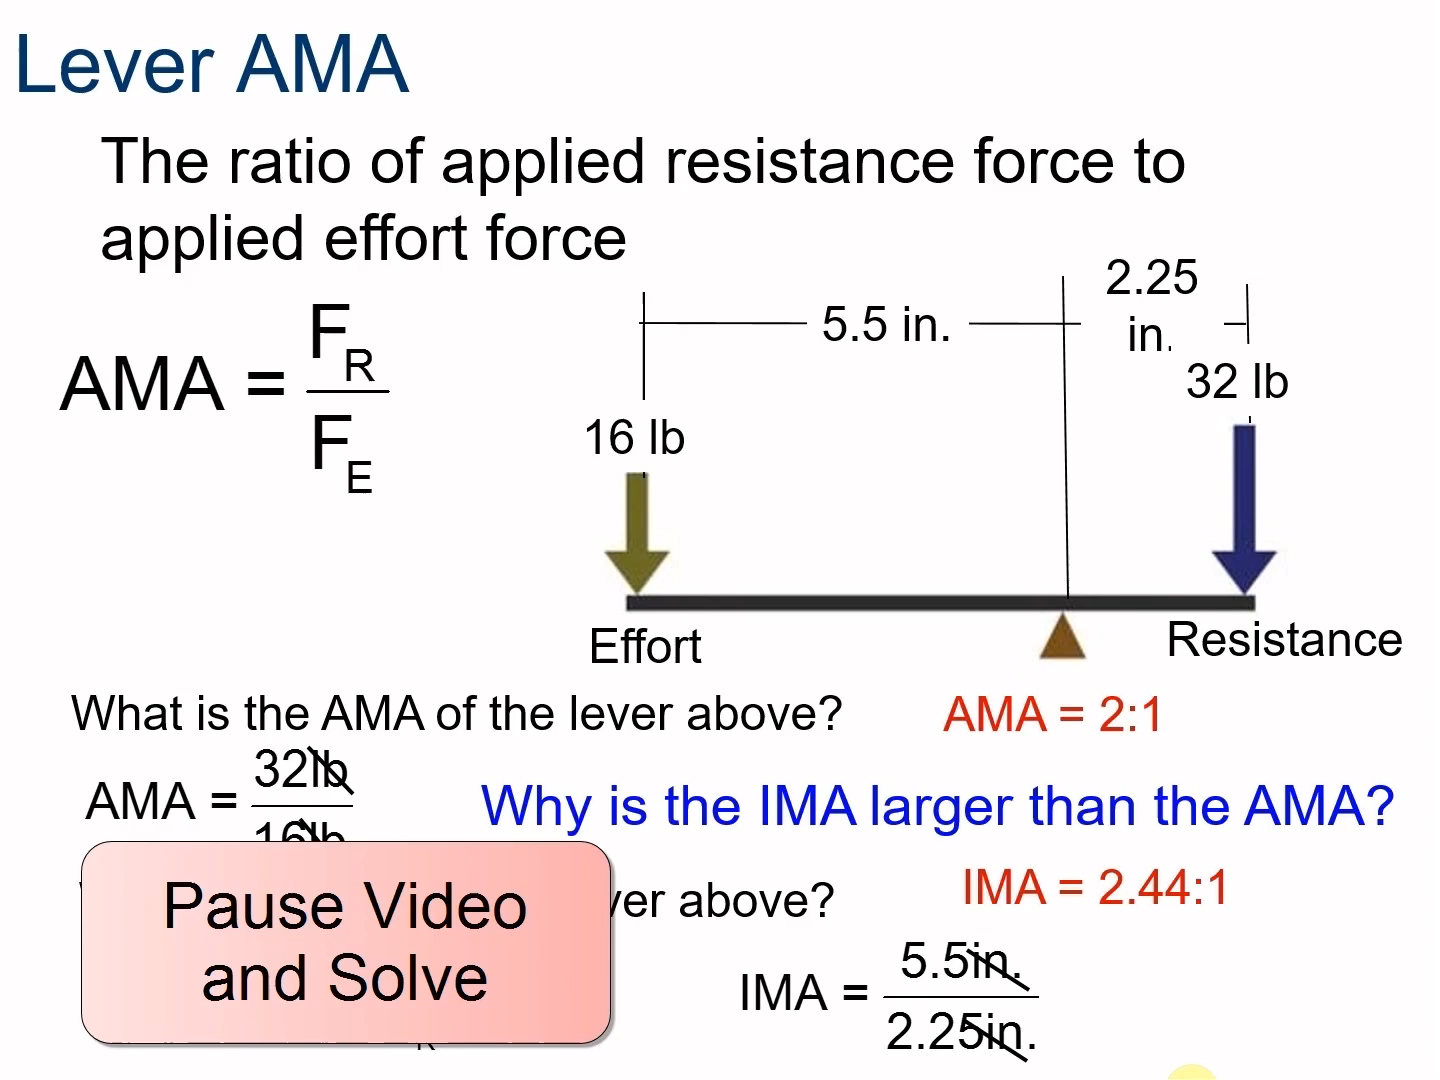 Lever AMA
The ratio of applied resistance force to
applied effort force
AMA = F_R / F_E
5.5 in.
2.25
in.
16 lb
32 lb
Effort
Resistance
What is the AMA of the lever above?
AMA = 2:1
AMA = 32lb / 16lb
Why is the IMA larger than the AMA?
above?
IMA = 2.44:1
Pause Video
and Solve
IMA = 5.5in. / 2.25in.